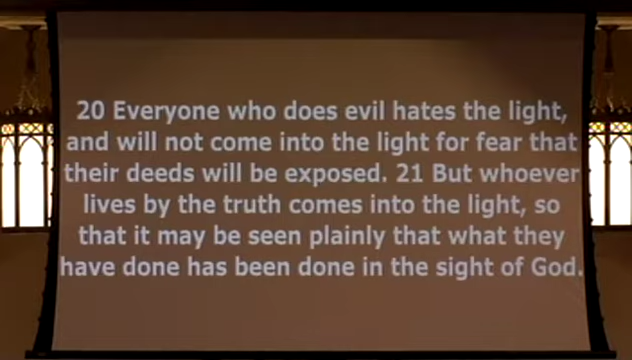 20 Everyone who does evil hates the light,
and will not come into the light for fear that
their deeds will be exposed. 21 But whoever
lives by the truth comes into the light, so
that it may be seen plainly that what they
have done has been done in the sight of God.